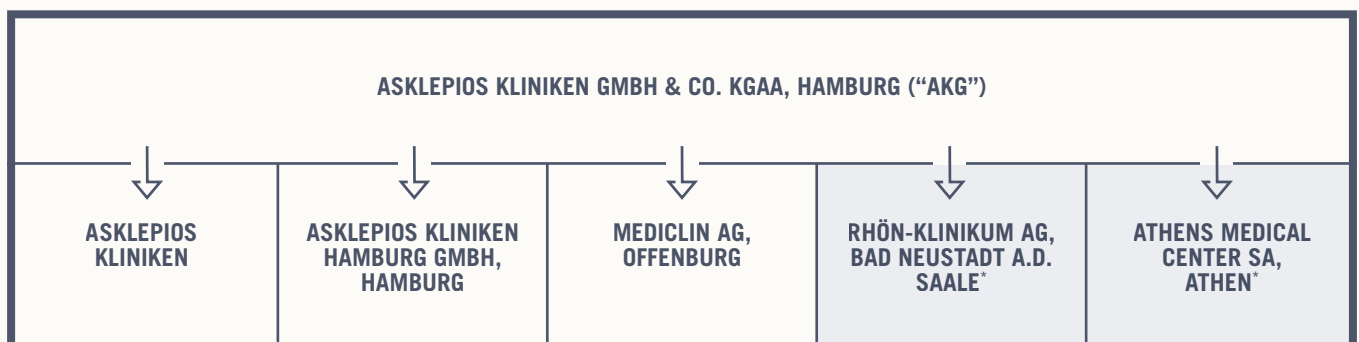 ASKLEPIOS KLINIKEN GMBH & CO. KGAA, HAMBURG (“AKG”)
ASKLEPIOS
KLINIKEN
ASKLEPIOS KLINIKEN
HAMBURG GMBH,
HAMBURG
MEDICLIN AG,
OFFENBURG
RHÖN-KLINIKUM AG,
BAD NEUSTADT A.D.
SAALE*
ATHENS MEDICAL
CENTER SA,
ATHEN*